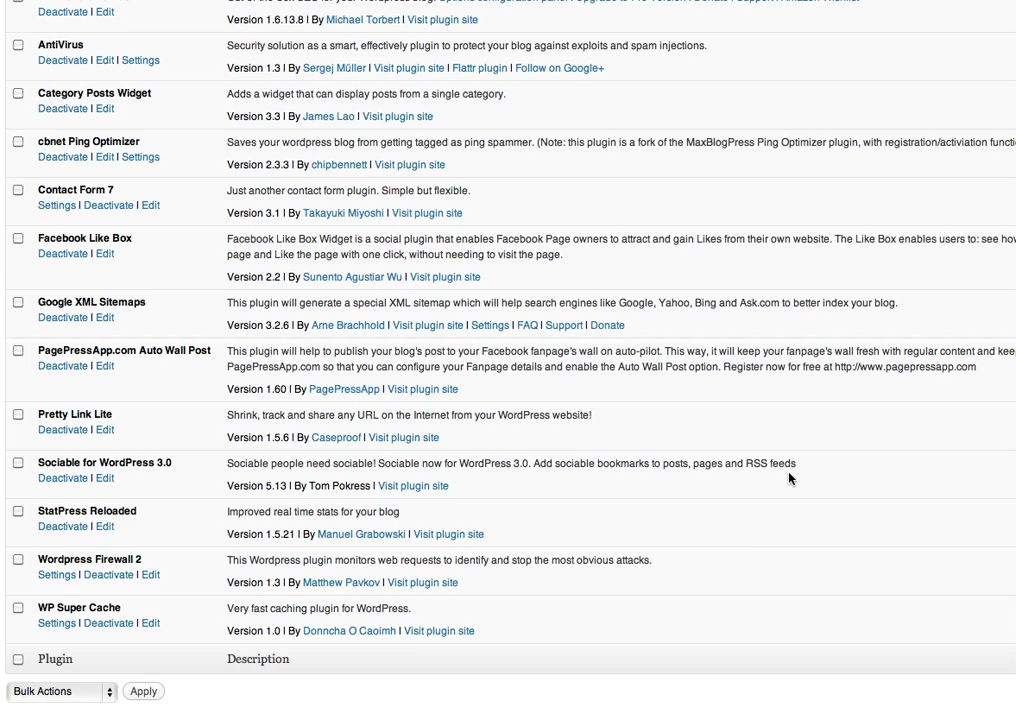 Deactivate | Edit
Version 1.6.13.8 | By Michael Torbert | Visit plugin site
AntiVirus
Security solution as a smart, effectively plugin to protect your blog against exploits and spam injections.
Deactivate | Edit | Settings
Version 1.3 | By Sergej Müller | Visit plugin site | Flattr plugin | Follow on Google+
Category Posts Widget
Adds a widget that can display posts from a single category.
Deactivate | Edit
Version 3.3 | By James Lao | Visit plugin site
cbnet Ping Optimizer
Saves your wordpress blog from getting tagged as ping spammer. (Note: this plugin is a fork of the MaxBlogPress Ping Optimizer plugin, with registration/activiation functi
Deactivate | Edit | Settings
Version 2.3.3 | By chipbennett | Visit plugin site
Contact Form 7
Just another contact form plugin. Simple but flexible.
Settings | Deactivate | Edit
Version 3.1 | By Takayuki Miyoshi | Visit plugin site
Facebook Like Box
Facebook Like Box Widget is a social plugin that enables Facebook Page owners to attract and gain Likes from their own website. The Like Box enables users to: see how
Deactivate | Edit
page and Like the page with one click, without needing to visit the page.
Version 2.2 | By Sunento Agustiar Wu | Visit plugin site
Google XML Sitemaps
This plugin will generate a special XML sitemap which will help search engines like Google, Yahoo, Bing and Ask.com to better index your blog.
Deactivate | Edit
Version 3.2.6 | By Arne Brachhold | Visit plugin site | Settings | FAQ | Support | Donate
PagePressApp.com Auto Wall Post
This plugin will help to publish your blog's post to your Facebook fanpage's wall on auto-pilot. This way, it will keep your fanpage's wall fresh with regular content and kee
Deactivate | Edit
PagePressApp.com so that you can configure your Fanpage details and enable the Auto Wall Post option. Register now for free at http://www.pagepressapp.com
Version 1.60 | By PagePressApp | Visit plugin site
Pretty Link Lite
Shrink, track and share any URL on the Internet from your WordPress website!
Deactivate | Edit
Version 1.5.6 | By Caseproof | Visit plugin site
Sociable for WordPress 3.0
Sociable people need sociable! Sociable now for WordPress 3.0. Add sociable bookmarks to posts, pages and RSS feeds
Deactivate | Edit
Version 5.13 | By Tom Pokress | Visit plugin site
StatPress Reloaded
Improved real time stats for your blog
Deactivate | Edit
Version 1.5.21 | By Manuel Grabowski | Visit plugin site
Wordpress Firewall 2
This Wordpress plugin monitors web requests to identify and stop the most obvious attacks.
Settings | Deactivate | Edit
Version 1.3 | By Matthew Pavkov | Visit plugin site
WP Super Cache
Very fast caching plugin for WordPress.
Settings | Deactivate | Edit
Version 1.0 | By Donncha O Caoimh | Visit plugin site
Plugin
Description
Bulk Actions
Apply